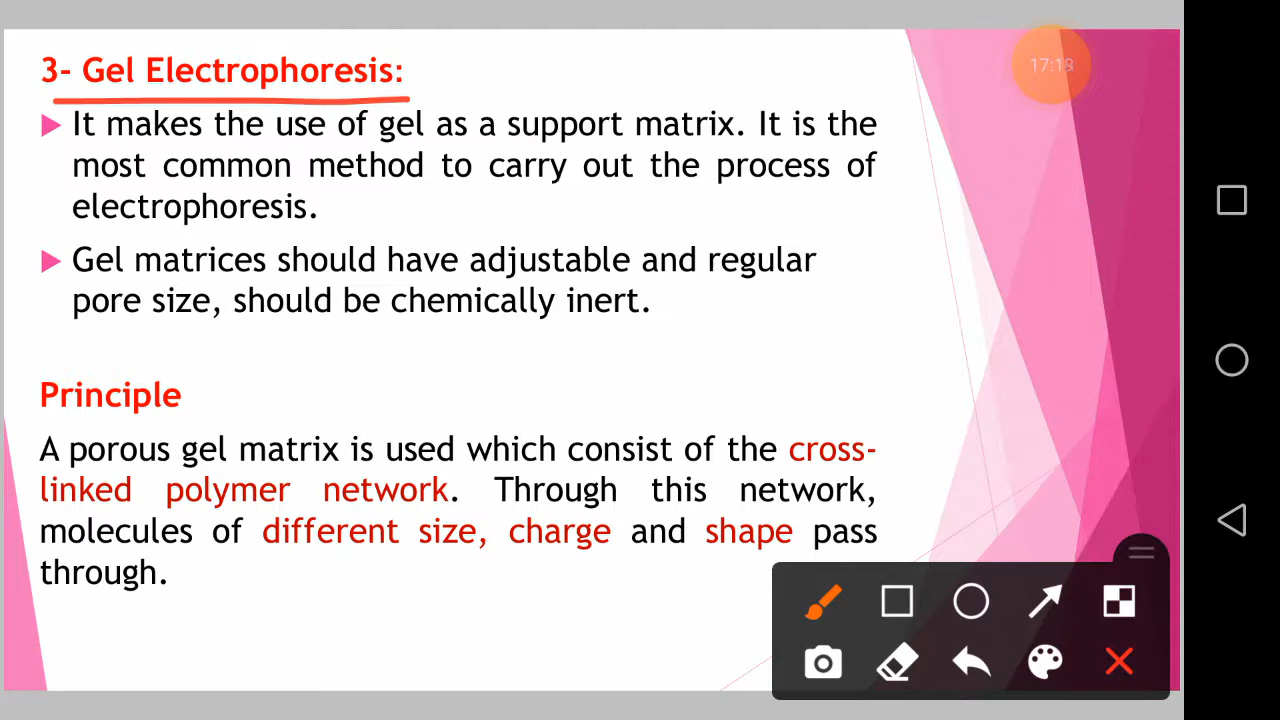 3- Gel Electrophoresis:
17:18
It makes the use of gel as a support matrix. It is the
most common method to carry out the process of
electrophoresis.
Gel matrices should have adjustable and regular
pore size, should be chemically inert.
Principle
A porous gel matrix is used which consist of the cross-
linked polymer network. Through this network,
molecules of different size, charge and shape pass
through.